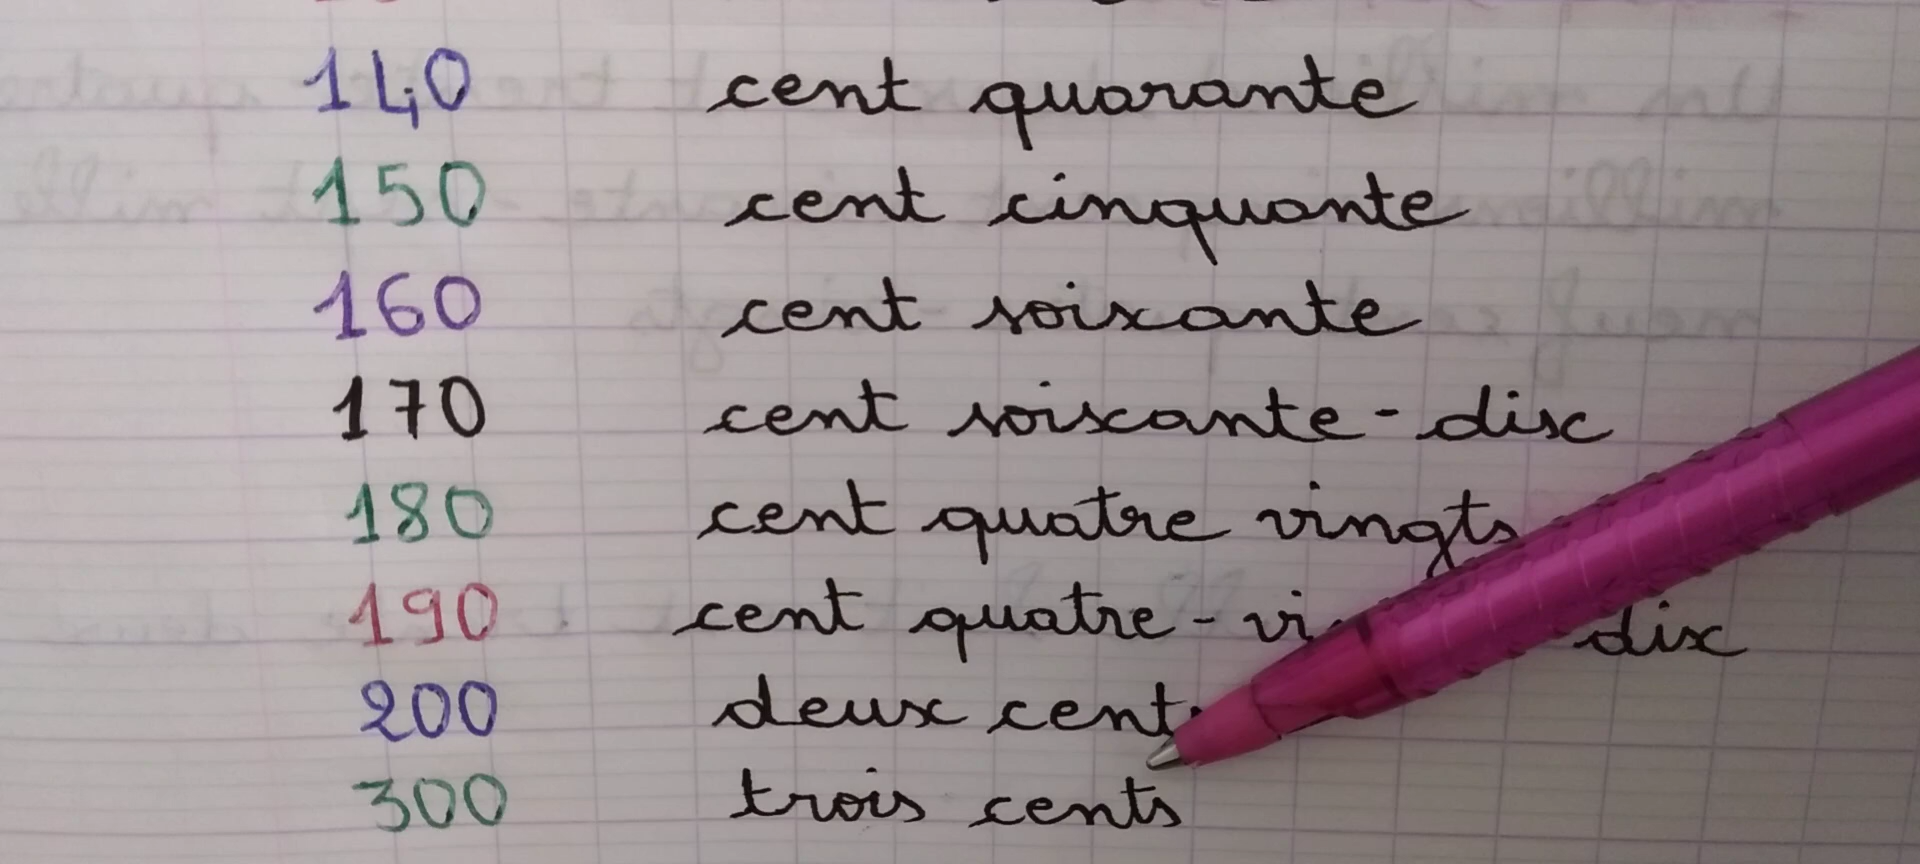 140 cent quarante
150 cent cinquante
160 cent soixante
170 cent soixante-dix
180 cent quatre vingts
190 cent quatre- dix
200 deux cents
300 trois cents